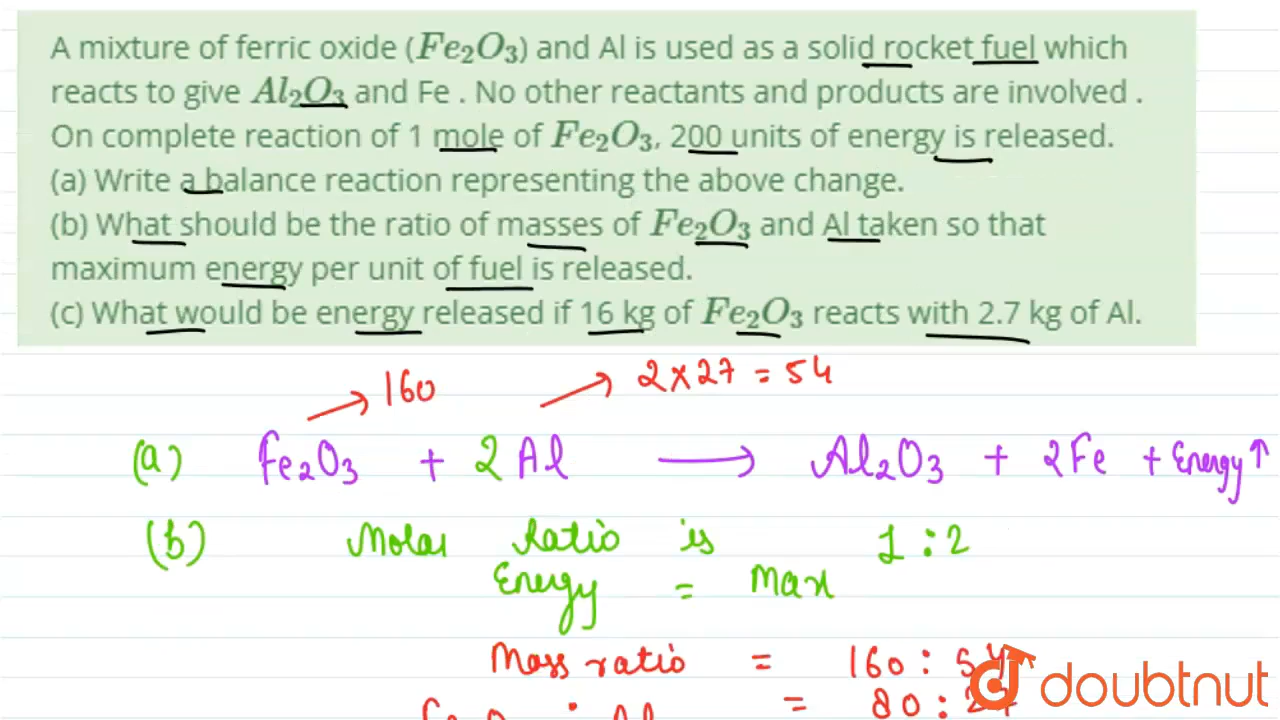 A mixture of ferric oxide (Fe₂O₃) and Al is used as a solid rocket fuel which
reacts to give Al₂O₃ and Fe . No other reactants and products are involved .
On complete reaction of 1 mole of Fe₂O₃, 200 units of energy is released.
(a) Write a balance reaction representing the above change.
(b) What should be the ratio of masses of Fe₂O₃ and Al taken so that
maximum energy per unit of fuel is released.
(c) What would be energy released if 16 kg of Fe₂O₃ reacts with 2.7 kg of Al.
160 2×27 = 54
(a) Fe₂O₃ + 2 Al → Al₂O₃ + 2Fe + Energy↑
(b) Molar Ratio is 1 : 2
Energy = Max
Mass ratio = 160 : 54
= 80 : 27
doubtnut